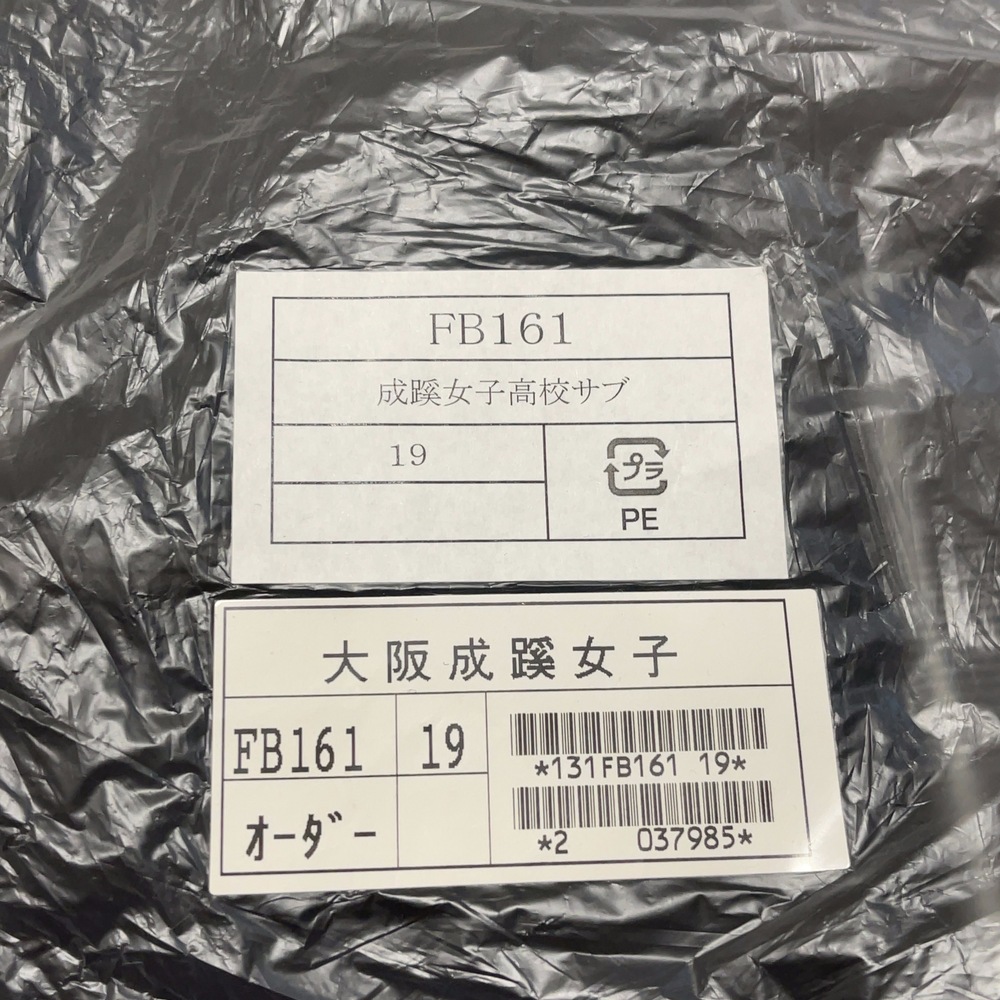 FB161
成蹊女子高校サブ
19
プラ
PE
大阪成蹊女子
FB161 19
オーダー
*131FB161 19*
*2 037985*